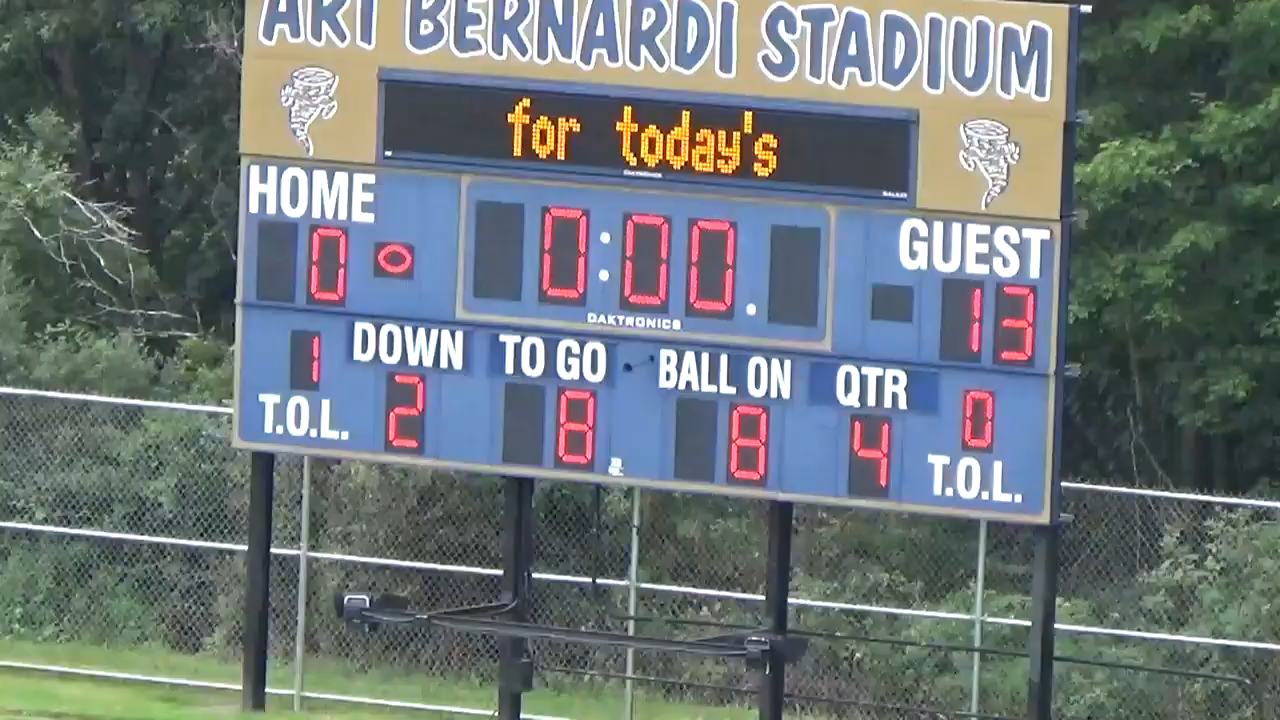 ART BERNARDI STADIUM
for today's
DAKTRONICS
HOME GUEST
0 0:00. 13
DAKTRONICS
1 DOWN TO GO BALL ON QTR 0
T.O.L. 2 8 8 4 T.O.L.